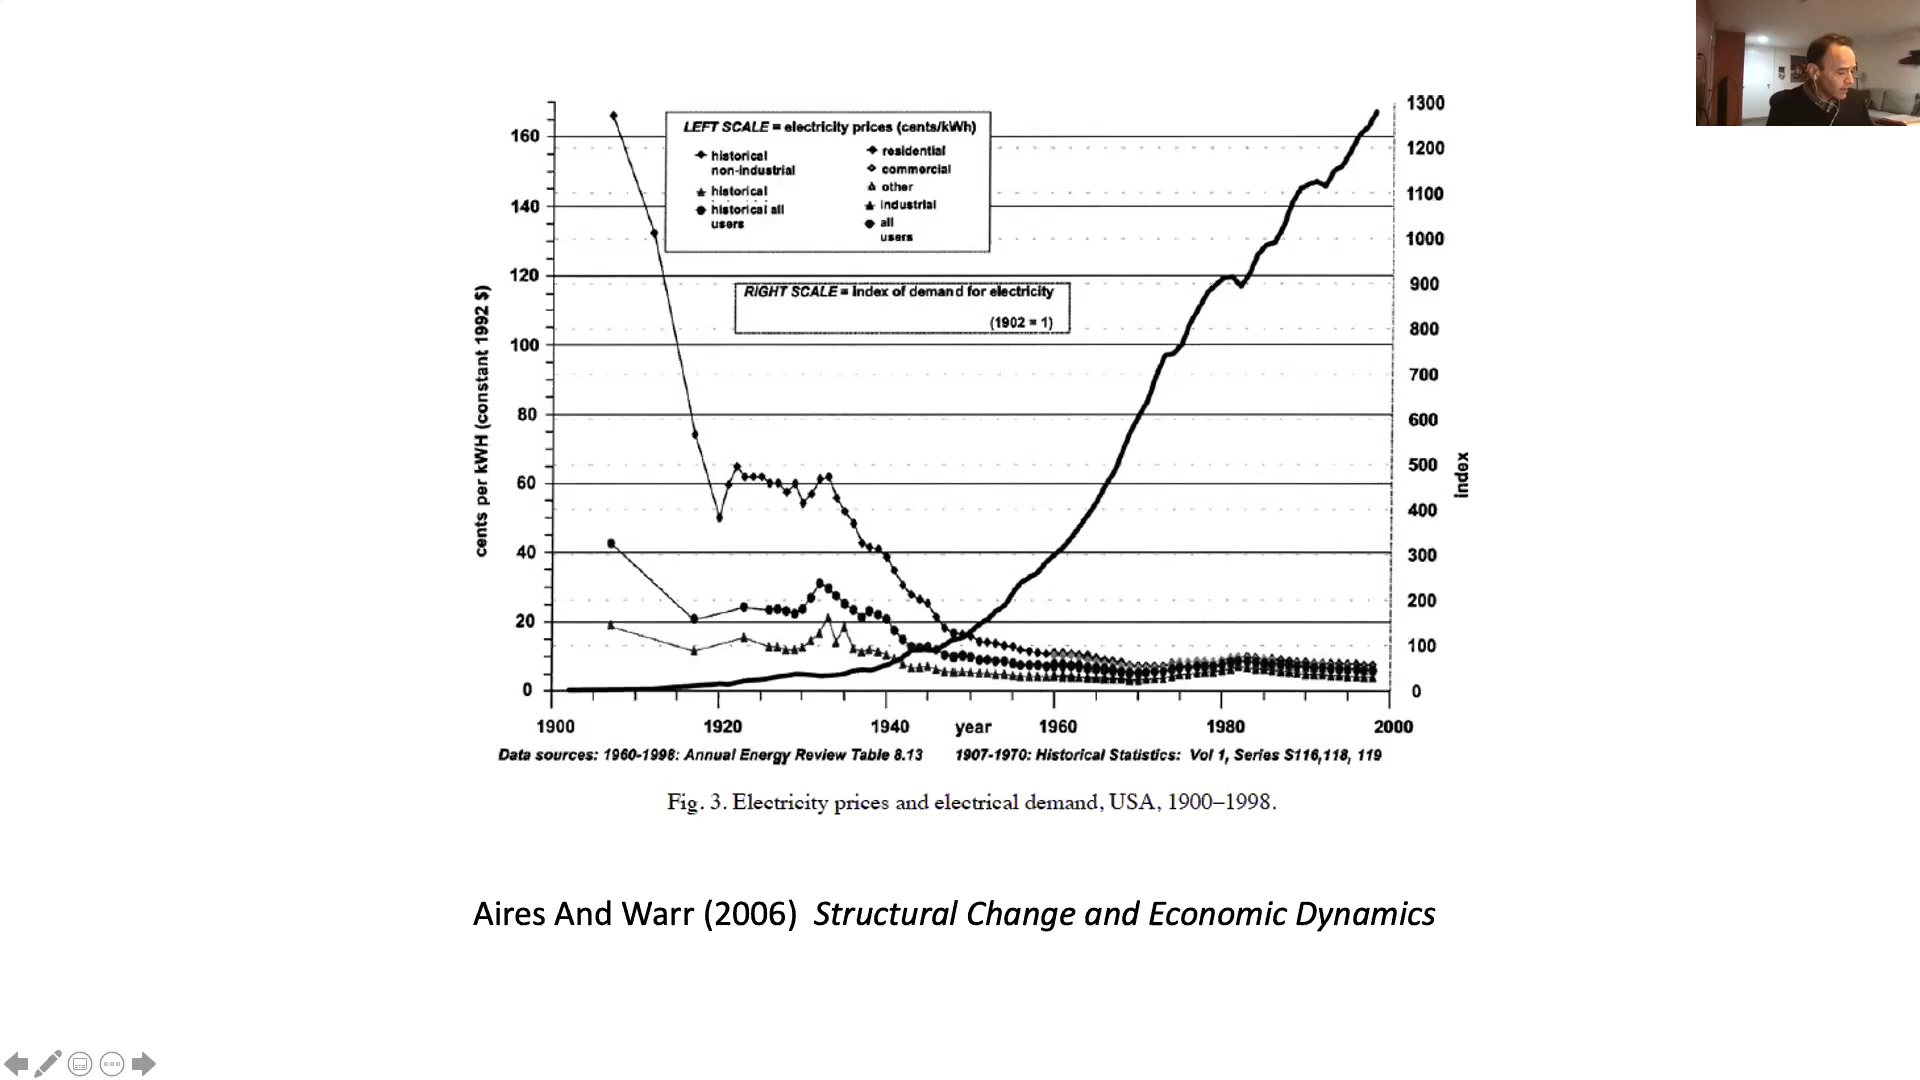 LEFT SCALE = electricity prices (cents/kWh)
historical
non-industrial
historical
historical all
users
residential
commercial
other
industrial
all
users
RIGHT SCALE = Index of demand for electricity
(1902 = 1)
cents per kWH (constant 1992 $)
160
140
120
100
80
60
40
20
0
1300
1200
1100
1000
900
800
700
600
500
400
300
200
100
0
index
1900
1920
1940
year
1960
1980
2000
Data sources: 1960-1998: Annual Energy Review Table 8.13 1907-1970: Historical Statistics: Vol 1, Series S116,118, 119
Fig. 3. Electricity prices and electrical demand, USA, 1900–1998.
Aires And Warr (2006) Structural Change and Economic Dynamics